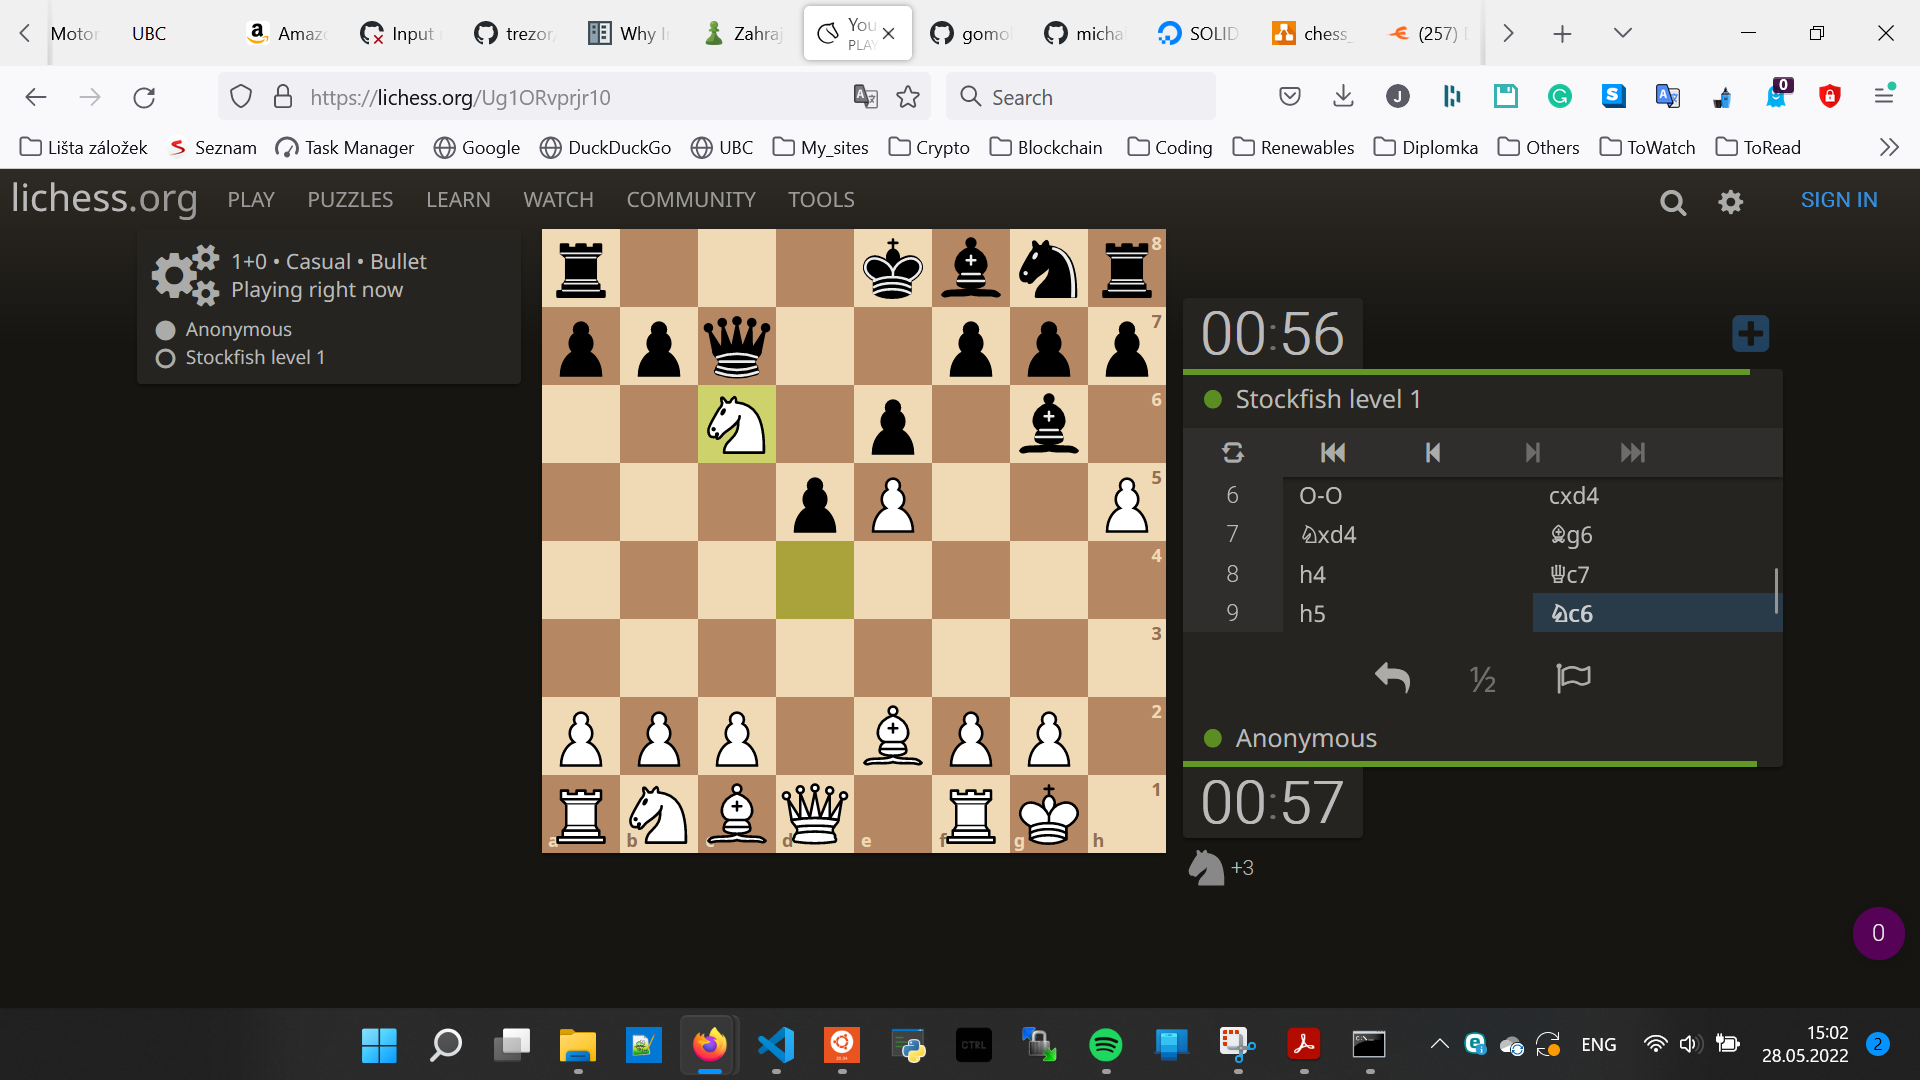 Motor UBC Amaz Input trezor Why I Zahraj You gomo micha SOLID chess_ (257)
PLAY
https://lichess.org/Ug1ORvprjr10 Search 0
Lišta záložek Seznam Task Manager Google DuckDuckGo UBC My_sites Crypto Blockchain Coding Renewables Diplomka Others ToWatch ToRead
lichess.org PLAY PUZZLES LEARN WATCH COMMUNITY TOOLS SIGN IN
1+0 • Casual • Bullet
Playing right now
Anonymous
Stockfish level 1
8
7
6
5
4
3
2
1
a b c d e f g h
00:56
Stockfish level 1
6 O-O cxd4
7 ♘xd4 ♗g6
8 h4 ♕c7
9 h5 ♘c6
½
Anonymous
00:57
+3
0
CTRL
ENG
15:02
28.05.2022
2